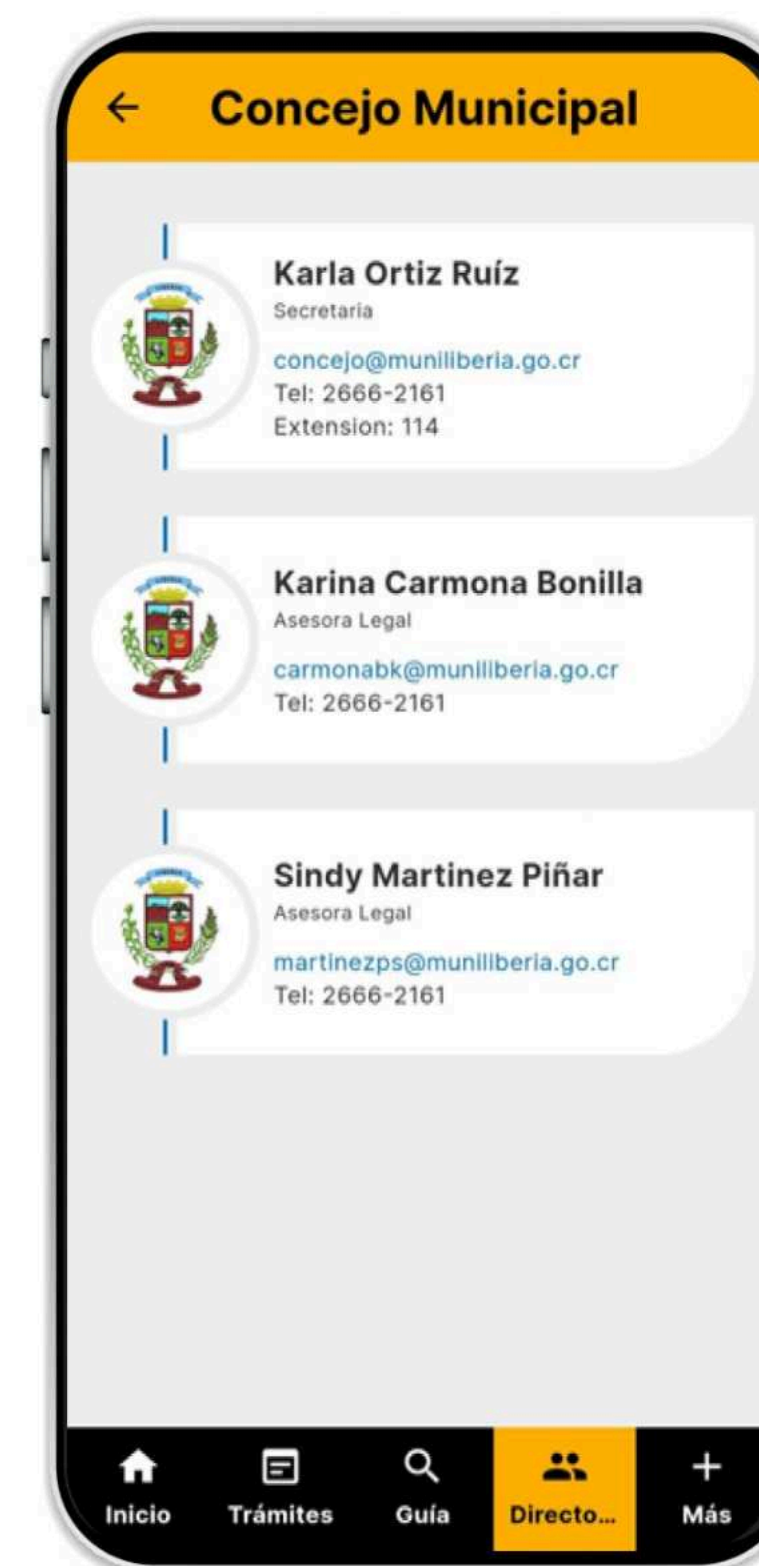 Concejo Municipal
Karla Ortiz Ruíz
Secretaria
concejo@muniliberia.go.cr
Tel: 2666-2161
Extension: 114
Karina Carmona Bonilla
Asesora Legal
carmonabk@muniliberia.go.cr
Tel: 2666-2161
Sindy Martinez Piñar
Asesora Legal
martinezps@muniliberia.go.cr
Tel: 2666-2161
Inicio Trámites Guía Directo... Más